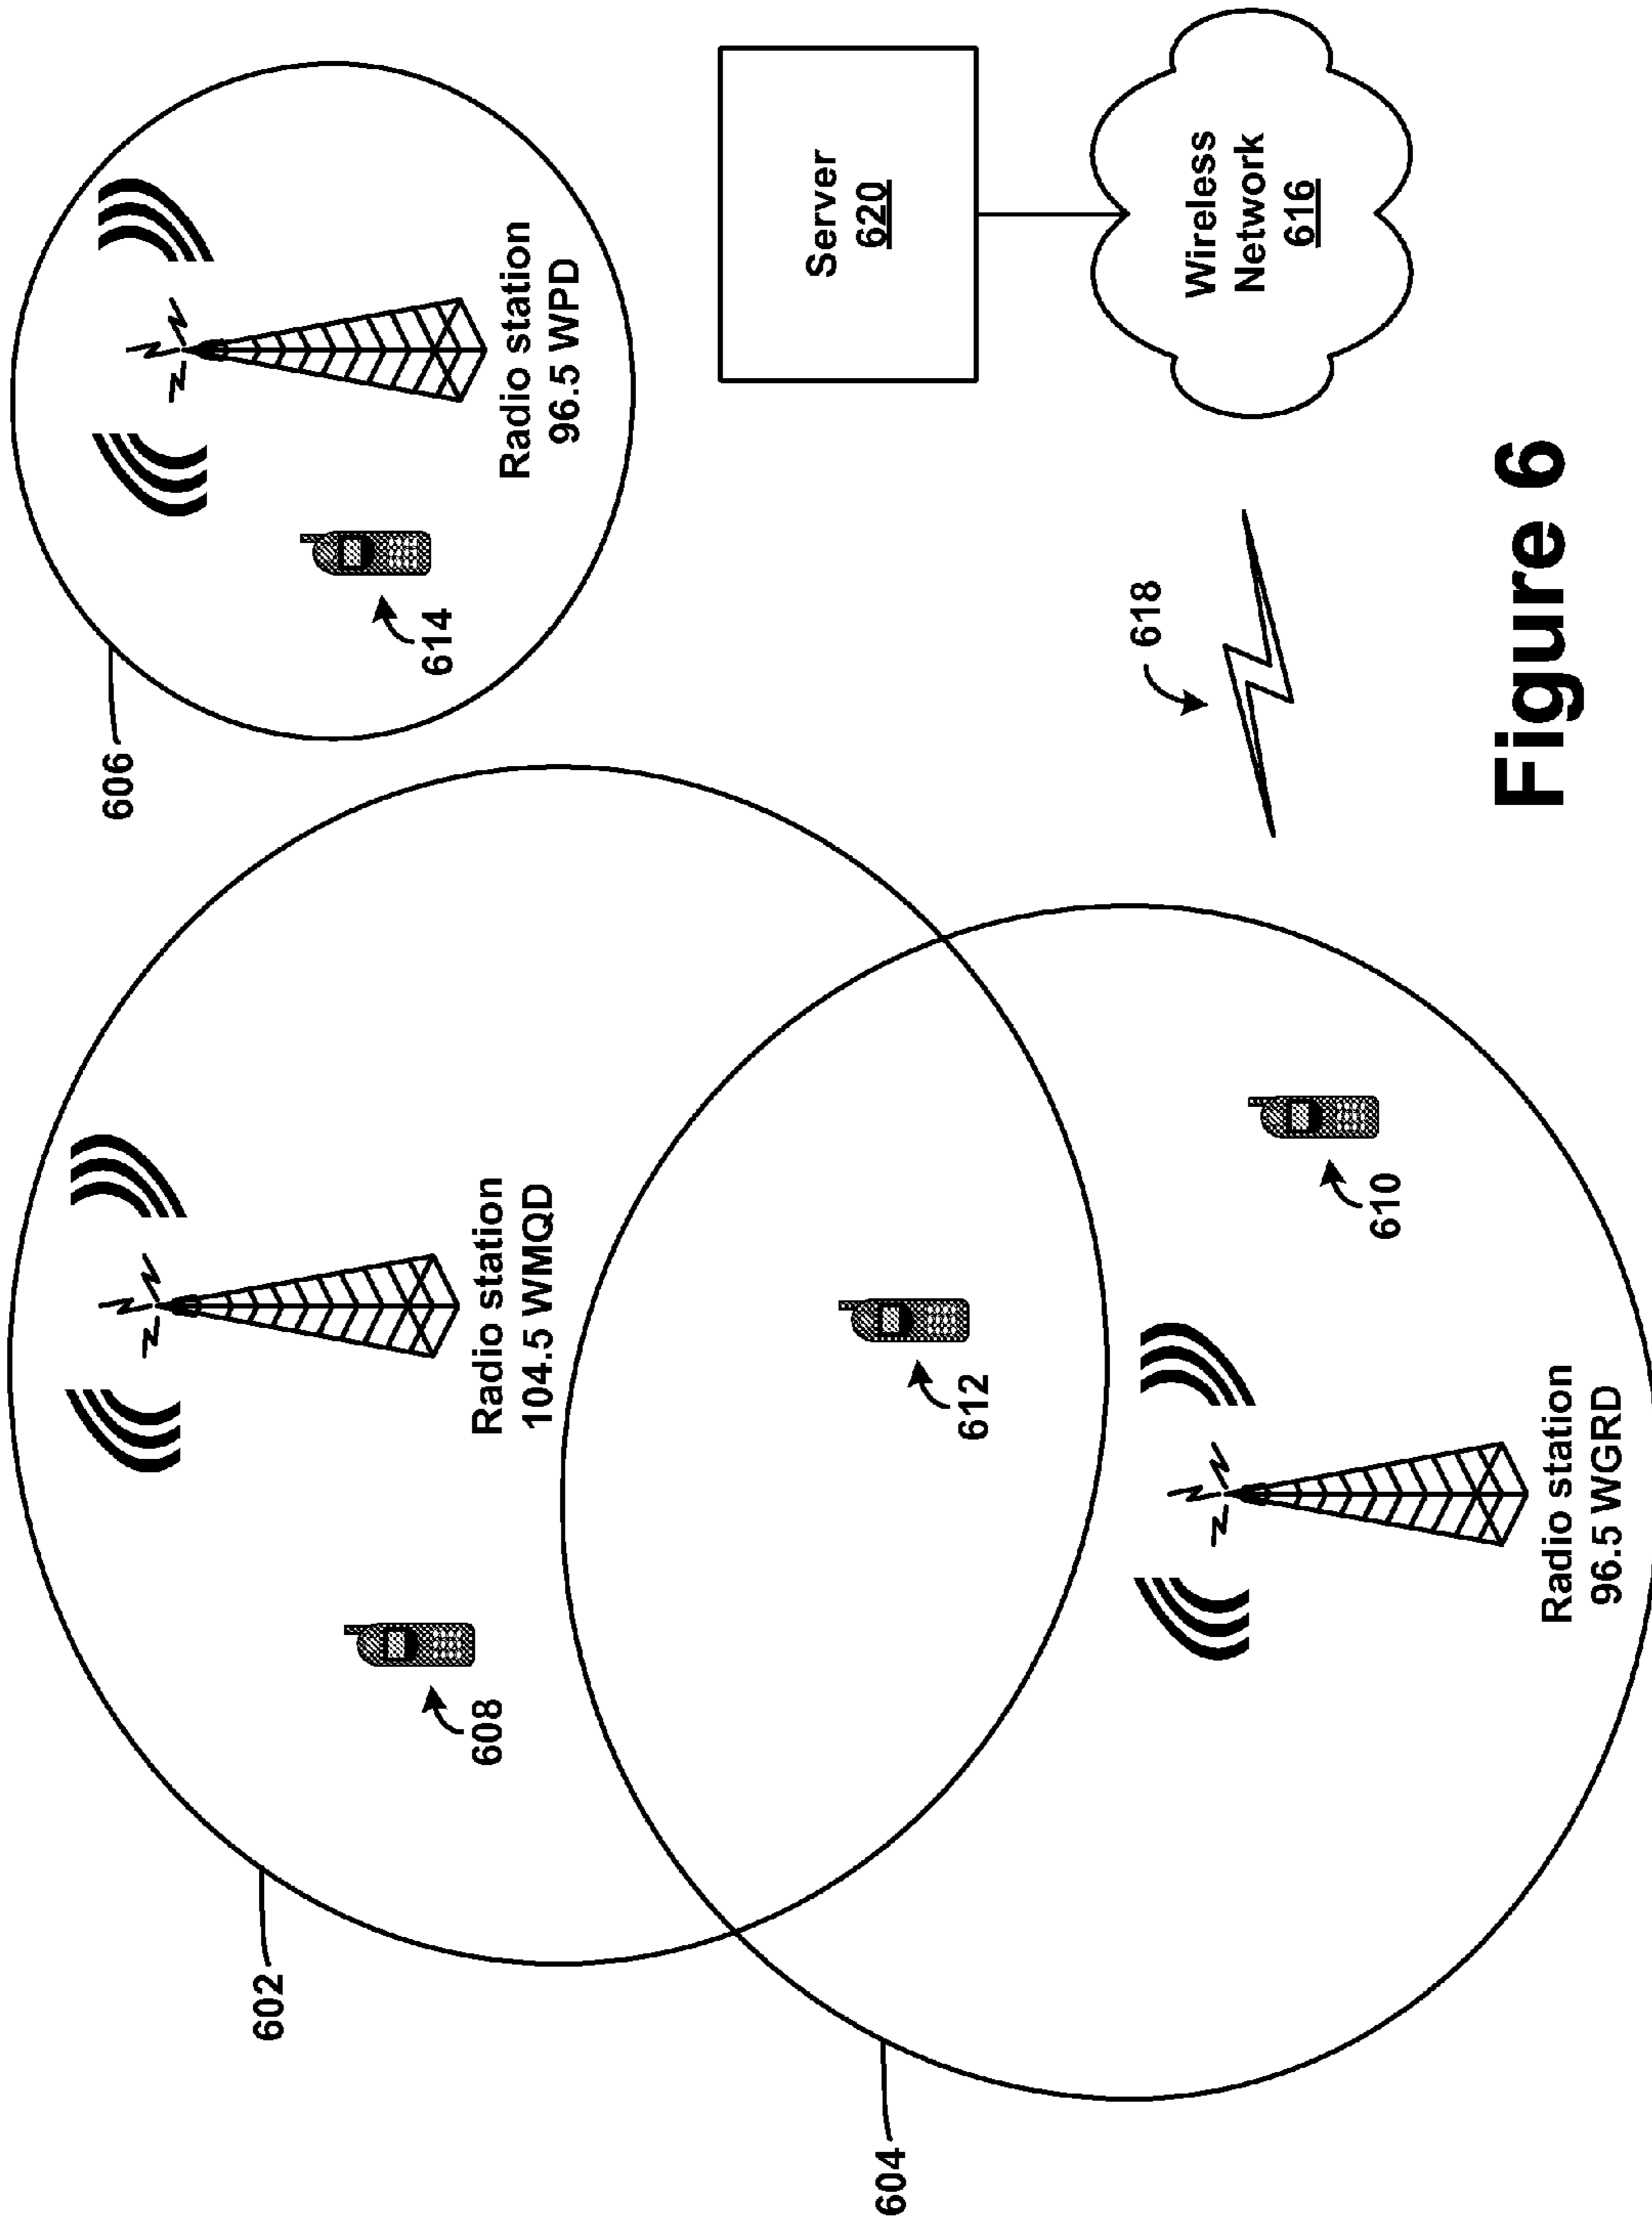 606
614
Radio station
96.5 WPD
602
608
Radio station
104.5 WMQD
612
604
610
Radio station
96.5 WGRD
Server
620
618
Wireless
Network
616
Figure 6